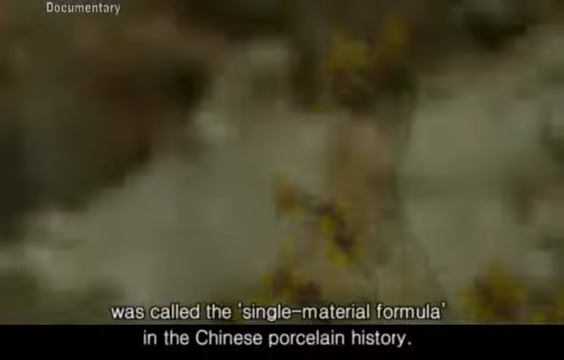 Documentary
was called the 'single-material formula'
in the Chinese porcelain history.